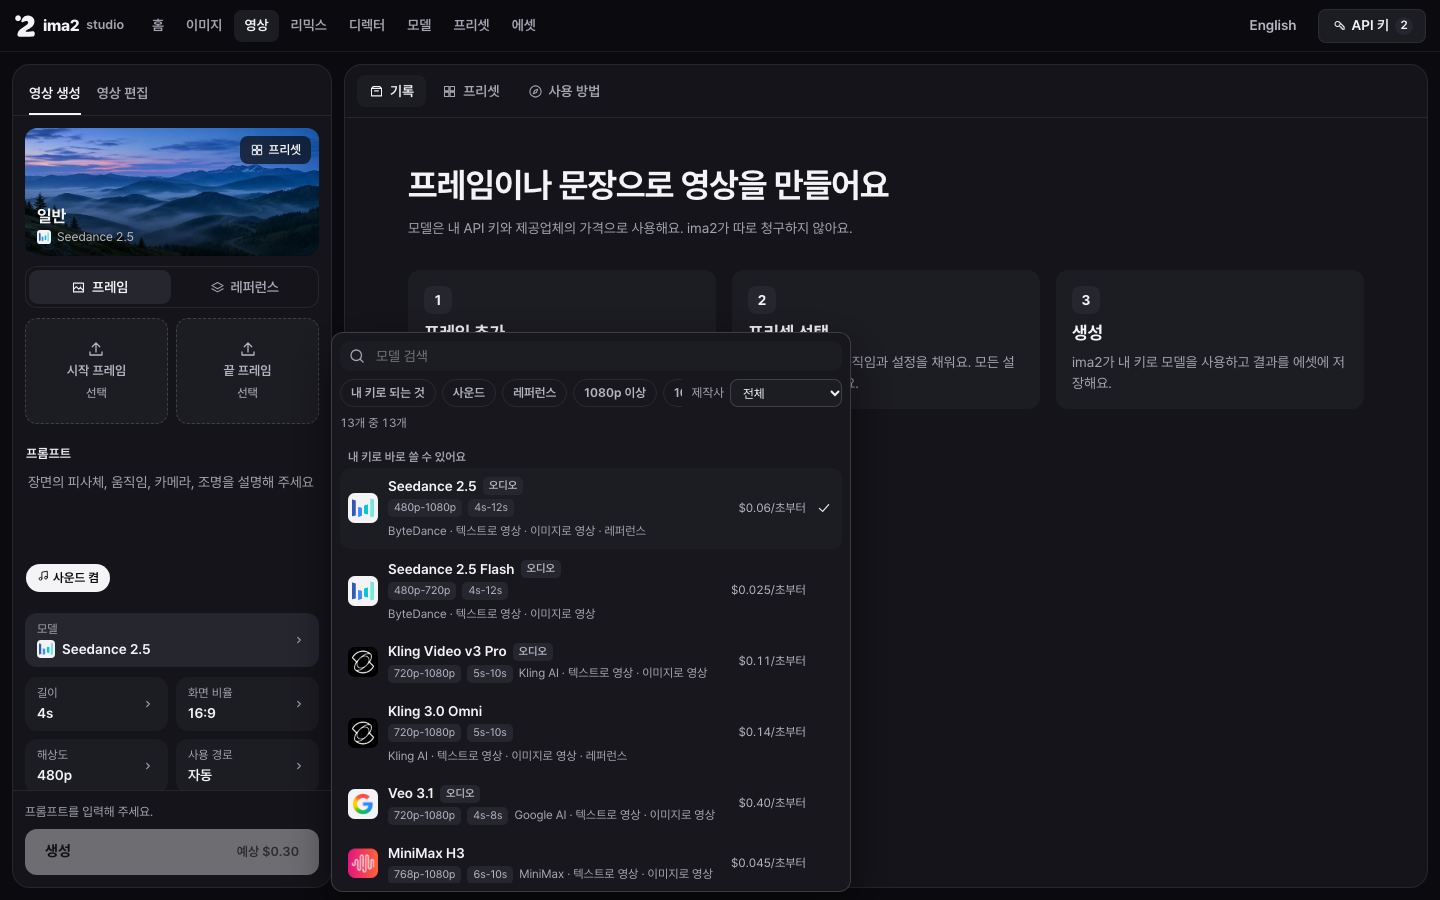 ima2 studio
홈
이미지
영상
리믹스
디렉터
모델
프리셋
에셋
English
API 키 2
영상 생성
영상 편집
프리셋
일반
Seedance 2.5
프레임
레퍼런스
시작 프레임
선택
끝 프레임
선택
프롬프트
장면의 피사체, 움직임, 카메라, 조명을 설명해 주세요
사운드 켬
모델
Seedance 2.5
길이
4s
화면 비율
16:9
해상도
480p
사용 경로
자동
프롬프트를 입력해 주세요.
생성
예상 $0.30
기록
프리셋
사용 방법
프레임이나 문장으로 영상을 만들어요
모델은 내 API 키와 제공업체의 가격으로 사용해요. ima2가 따로 청구하지 않아요.
1
프레임 추가
2
프리셋 선택
직임과 설정을 채워요. 모든 설
요.
3
생성
ima2가 내 키로 모델을 사용하고 결과를 에셋에 저
장해요.
모델 검색
내 키로 되는 것
사운드
레퍼런스
1080p 이상
제작사
전체
13개 중 13개
내 키로 바로 쓸 수 있어요
Seedance 2.5 오디오
480p-1080p 4s-12s
$0.06/초부터
ByteDance · 텍스트로 영상 · 이미지로 영상 · 레퍼런스
Seedance 2.5 Flash 오디오
480p-720p 4s-12s
$0.025/초부터
ByteDance · 텍스트로 영상 · 이미지로 영상
Kling Video v3 Pro 오디오
720p-1080p 5s-10s Kling AI · 텍스트로 영상 · 이미지로 영상
$0.11/초부터
Kling 3.0 Omni
720p-1080p 5s-10s
$0.14/초부터
Kling AI · 텍스트로 영상 · 이미지로 영상 · 레퍼런스
Veo 3.1 오디오
720p-1080p 4s-8s Google AI · 텍스트로 영상 · 이미지로 영상
$0.40/초부터
MiniMax H3
768p-1080p 6s-10s MiniMax · 텍스트로 영상 · 이미지로 영상
$0.045/초부터